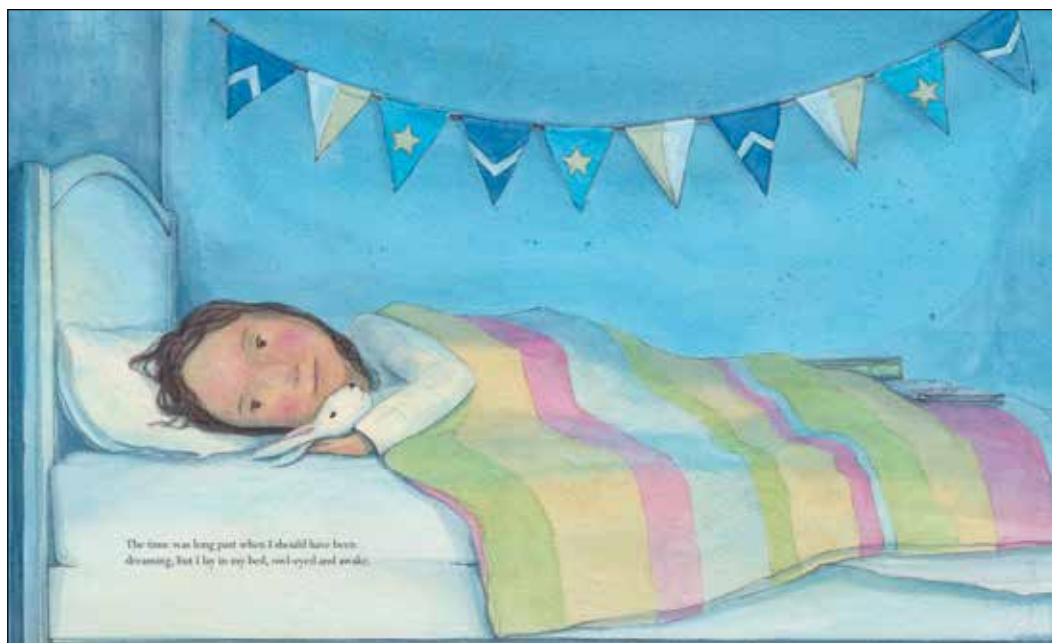 The time was long past when I should have been
dreaming, but I lay in my bed, owl-eyed and awake.